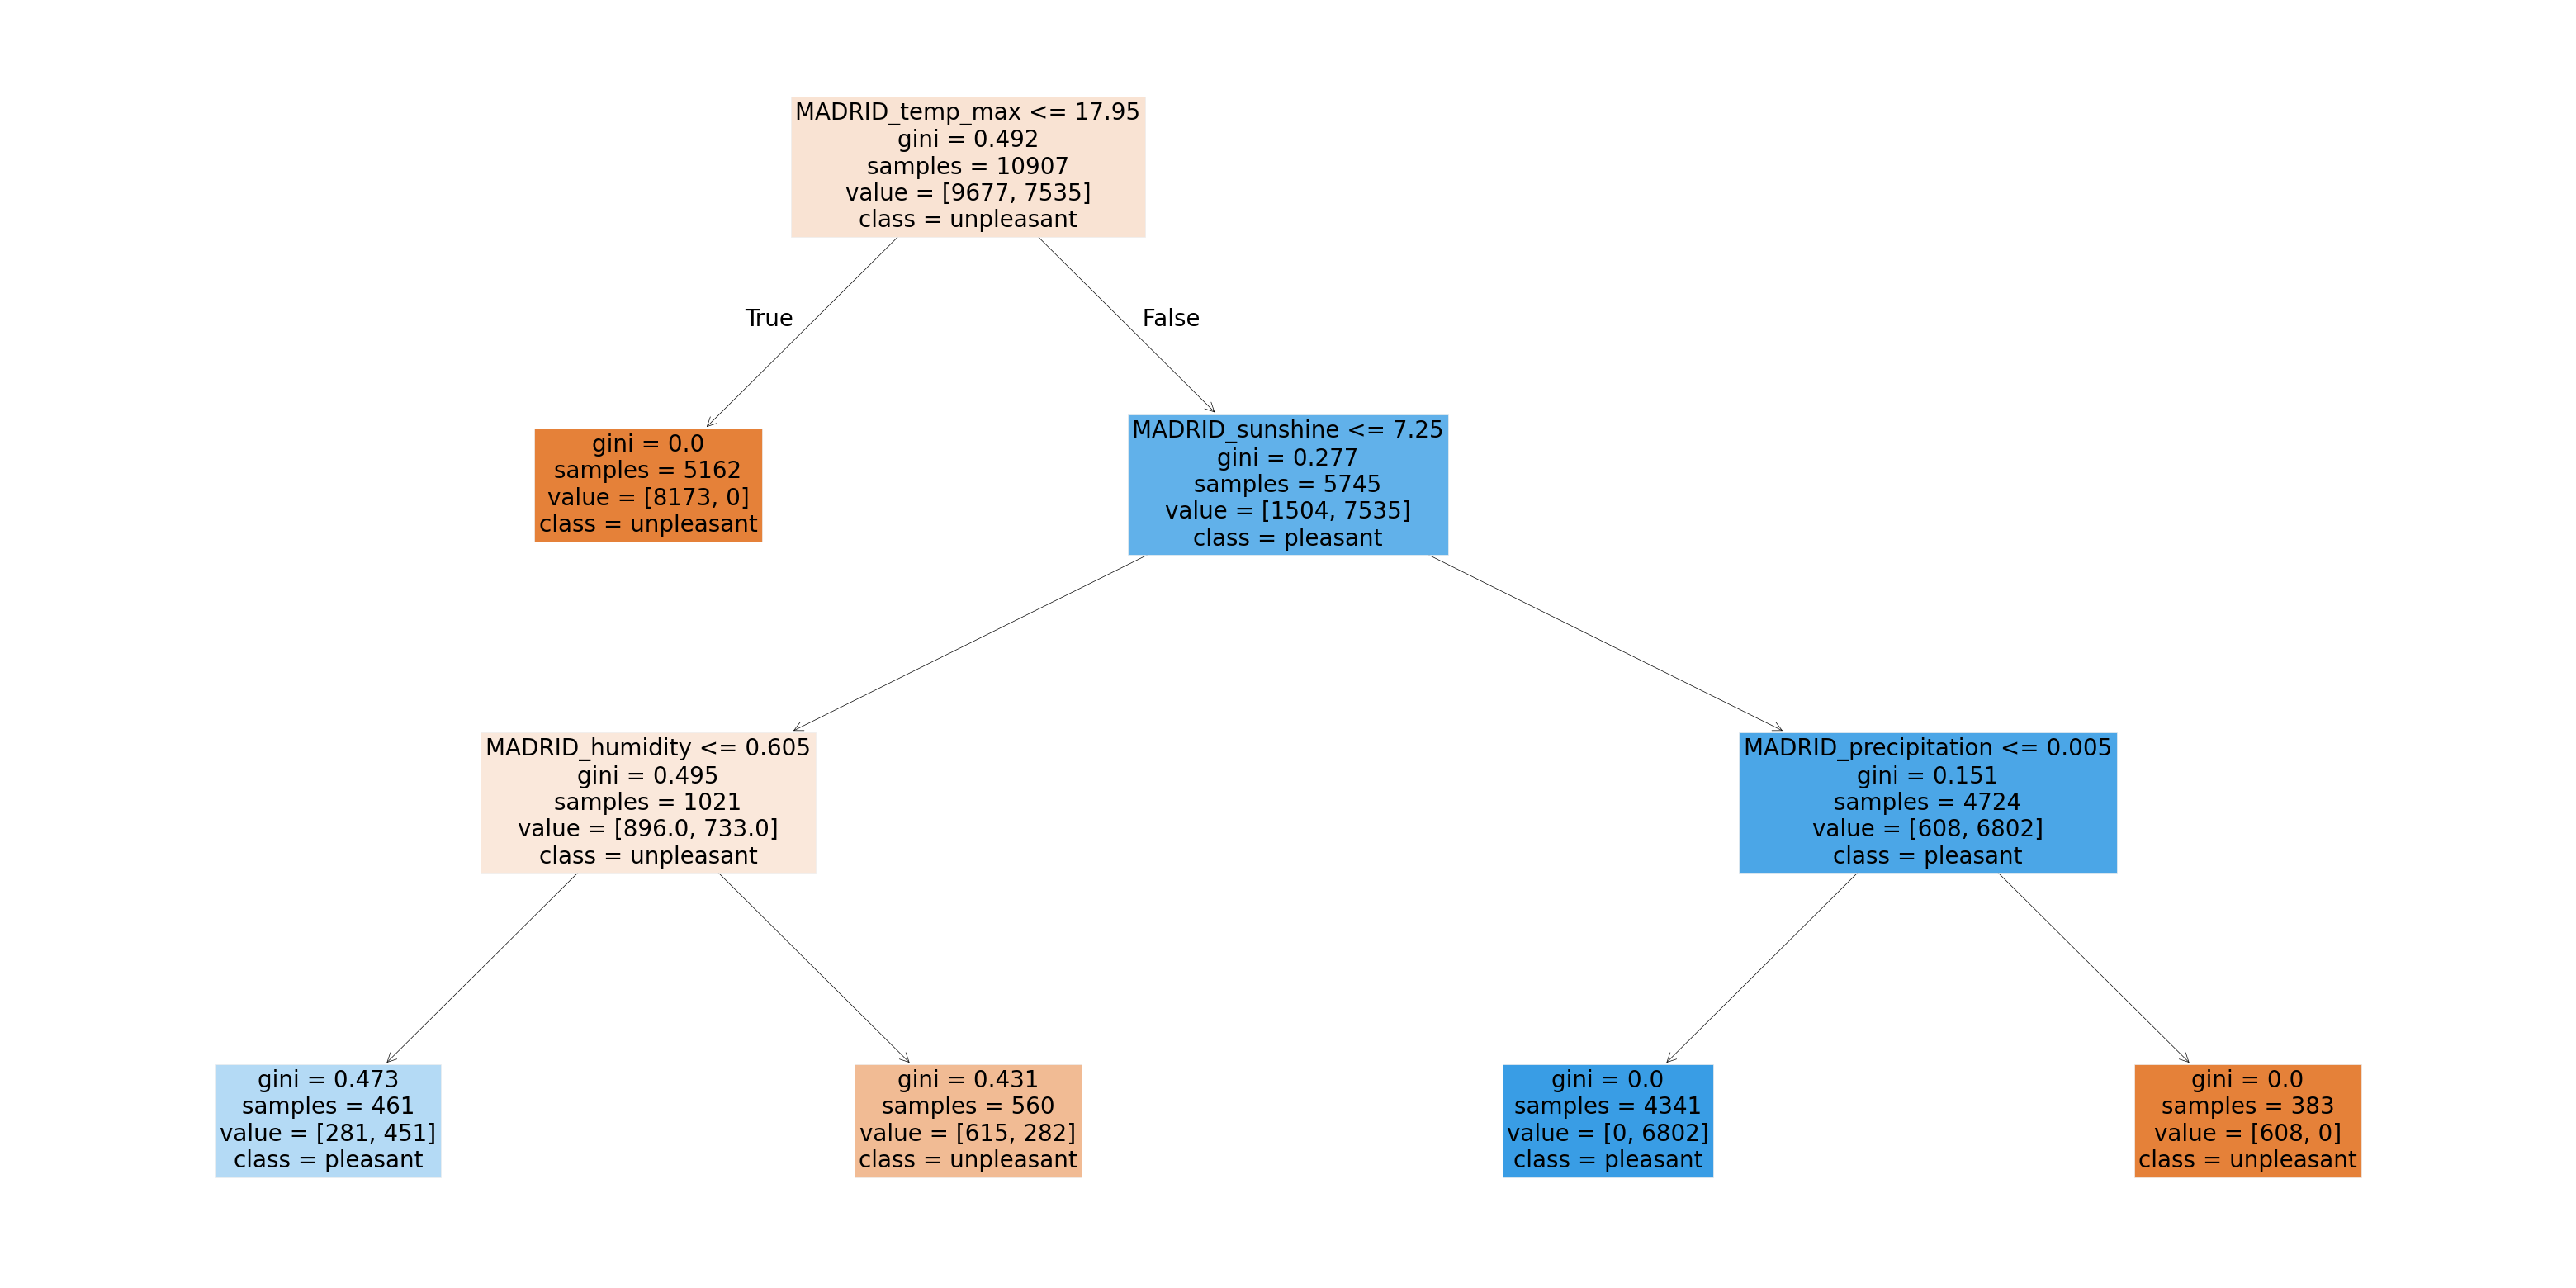 MADRID_temp_max <= 17.95
gini = 0.492
samples = 10907
value = [9677, 7535]
class = unpleasant
True
False
gini = 0.0
samples = 5162
value = [8173, 0]
class = unpleasant
MADRID_sunshine <= 7.25
gini = 0.277
samples = 5745
value = [1504, 7535]
class = pleasant
MADRID_humidity <= 0.605
gini = 0.495
samples = 1021
value = [896.0, 733.0]
class = unpleasant
MADRID_precipitation <= 0.005
gini = 0.151
samples = 4724
value = [608, 6802]
class = pleasant
gini = 0.473
samples = 461
value = [281, 451]
class = pleasant
gini = 0.431
samples = 560
value = [615, 282]
class = unpleasant
gini = 0.0
samples = 4341
value = [0, 6802]
class = pleasant
gini = 0.0
samples = 383
value = [608, 0]
class = unpleasant